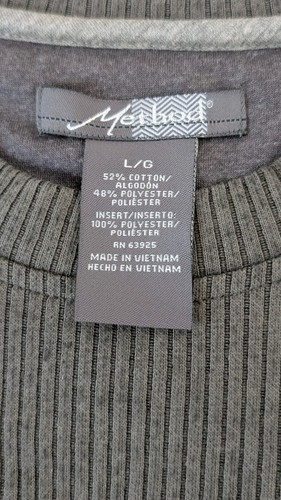 Method®
L/G
52% COTTON/
ALGODÓN
48% POLYESTER/
POLIÉSTER
INSERT/INSERTO:
100% POLYESTER/
POLIÉSTER
RN 63925
MADE IN VIETNAM
HECHO EN VIETNAM